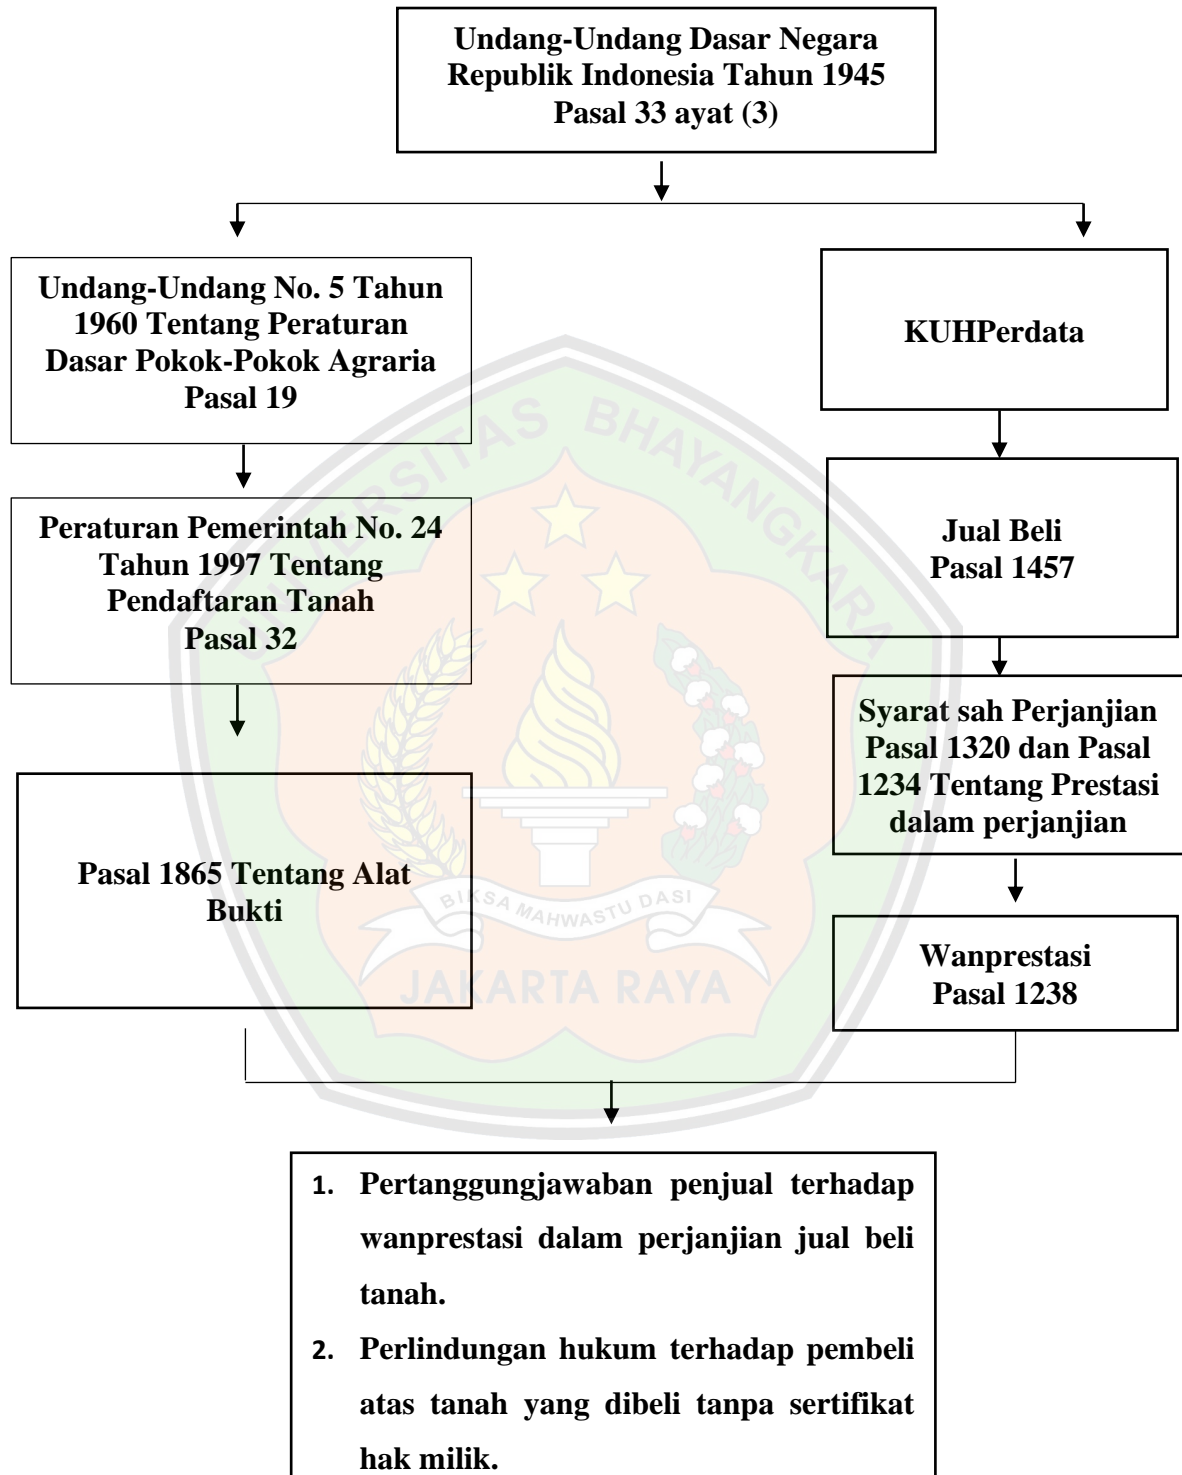 Undang-Undang Dasar Negara
Republik Indonesia Tahun 1945
Pasal 33 ayat (3)
Undang-Undang No. 5 Tahun
1960 Tentang Peraturan
Dasar Pokok-Pokok Agraria
Pasal 19
KUHPerdata
Peraturan Pemerintah No. 24
Tahun 1997 Tentang
Pendaftaran Tanah
Pasal 32
Jual Beli
Pasal 1457
Syarat sah Perjanjian
Pasal 1320 dan Pasal
1234 Tentang Prestasi
dalam perjanjian
Pasal 1865 Tentang Alat
Bukti
Wanprestasi
Pasal 1238
UNIVERSITAS BHAYANGKARA
BIKSA MAHWASTU DASI
JAKARTA RAYA
1. Pertanggungjawaban penjual terhadap
wanprestasi dalam perjanjian jual beli
tanah.
2. Perlindungan hukum terhadap pembeli
atas tanah yang dibeli tanpa sertifikat
hak milik.